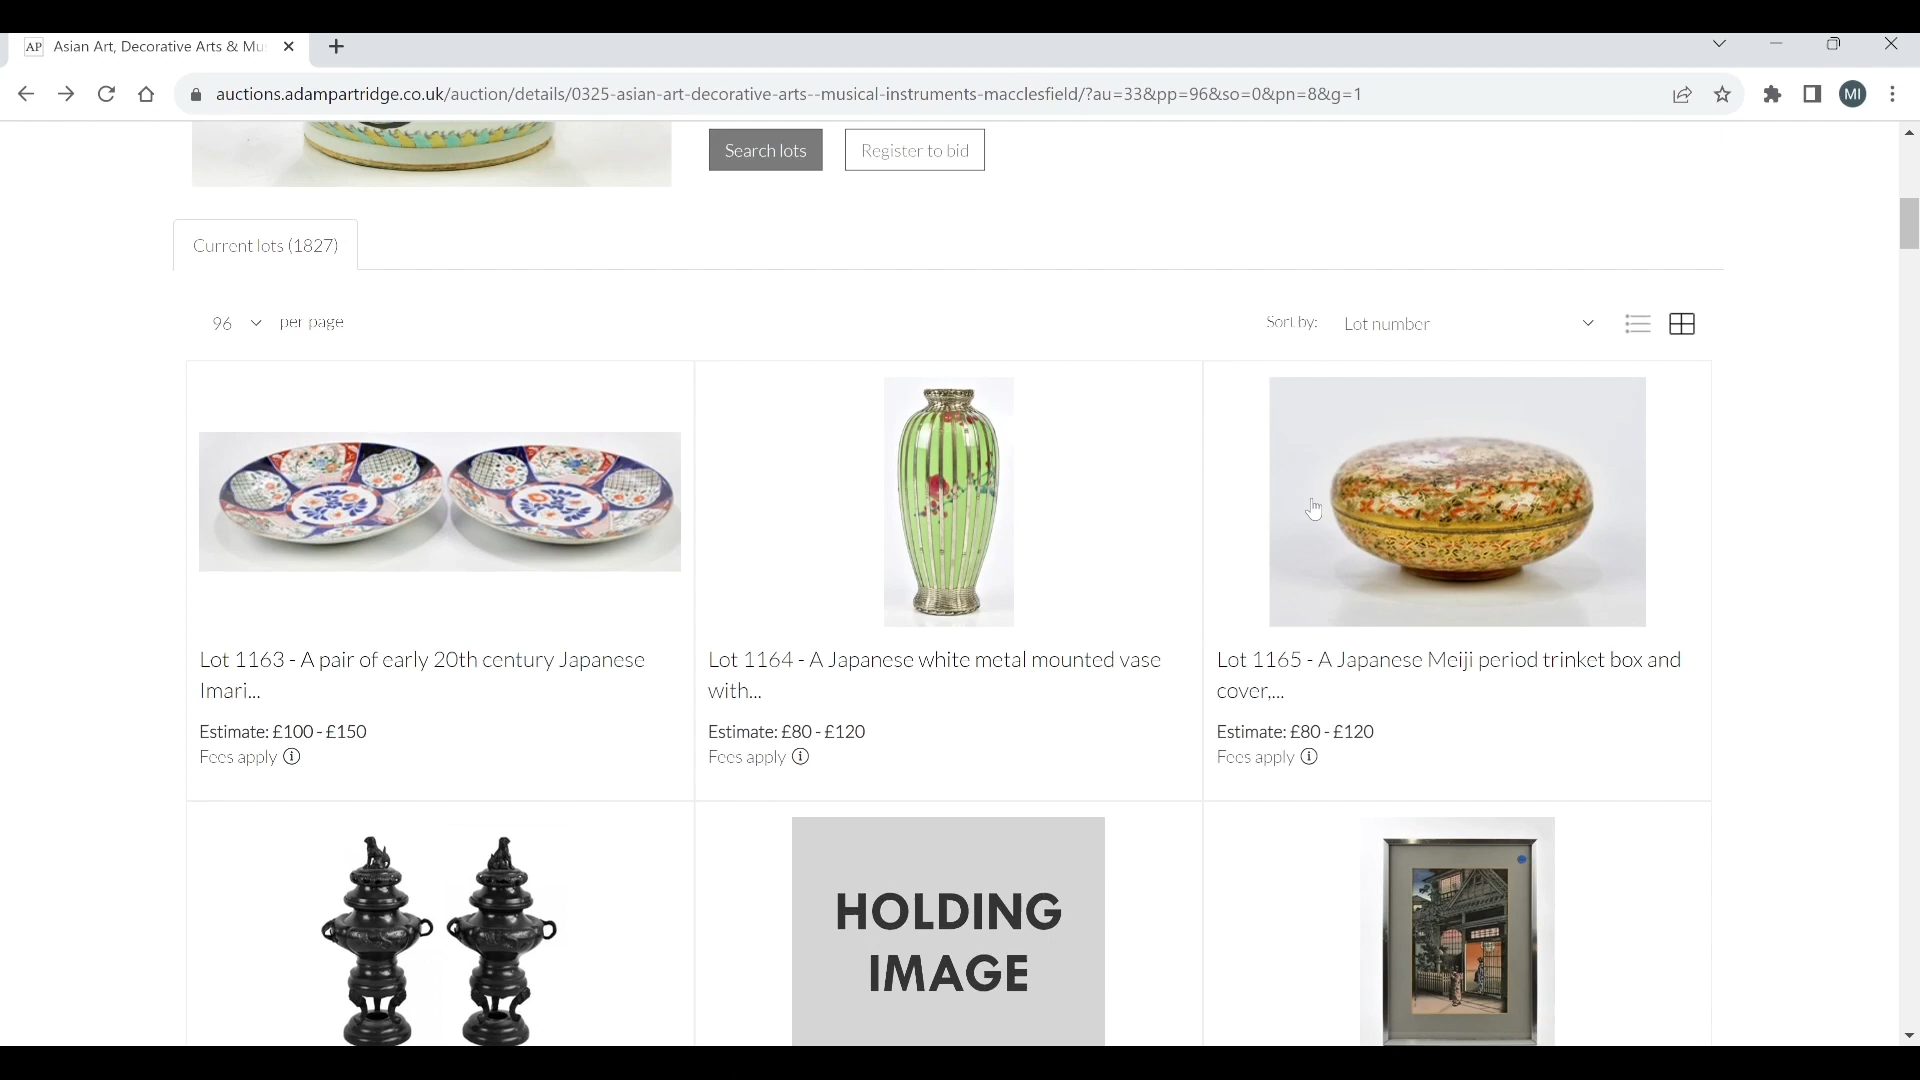 AP Asian Art, Decorative Arts & Mu
auctions.adampartridge.co.uk/auction/details/0325-asian-art-decorative-arts--musical-instruments-macclesfield/?au=33&pp=96&so=0&pn=8&g=1
MI
Search lots
Register to bid
Current lots (1827)
96 per page
Sort by: Lot number
Lot 1163 - A pair of early 20th century Japanese
Imari...
Estimate: £100 - £150
Fees apply
Lot 1164 - A Japanese white metal mounted vase
with...
Estimate: £80 - £120
Fees apply
Lot 1165 - A Japanese Meiji period trinket box and
cover,...
Estimate: £80 - £120
Fees apply
HOLDING
IMAGE